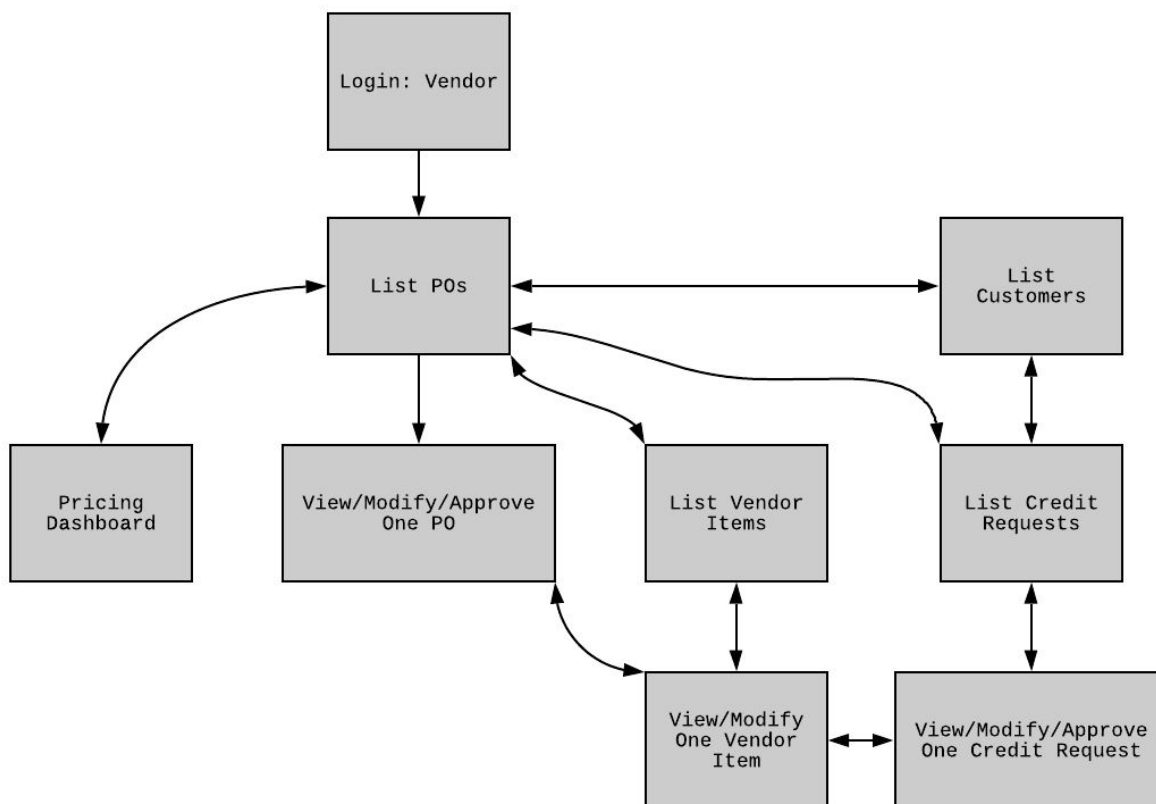 Login: Vendor
List POs
List
Customers
Pricing
Dashboard
View/Modify/Approve
One PO
List Vendor
Items
List Credit
Requests
View/Modify
One Vendor
Item
View/Modify/Approve
One Credit Request